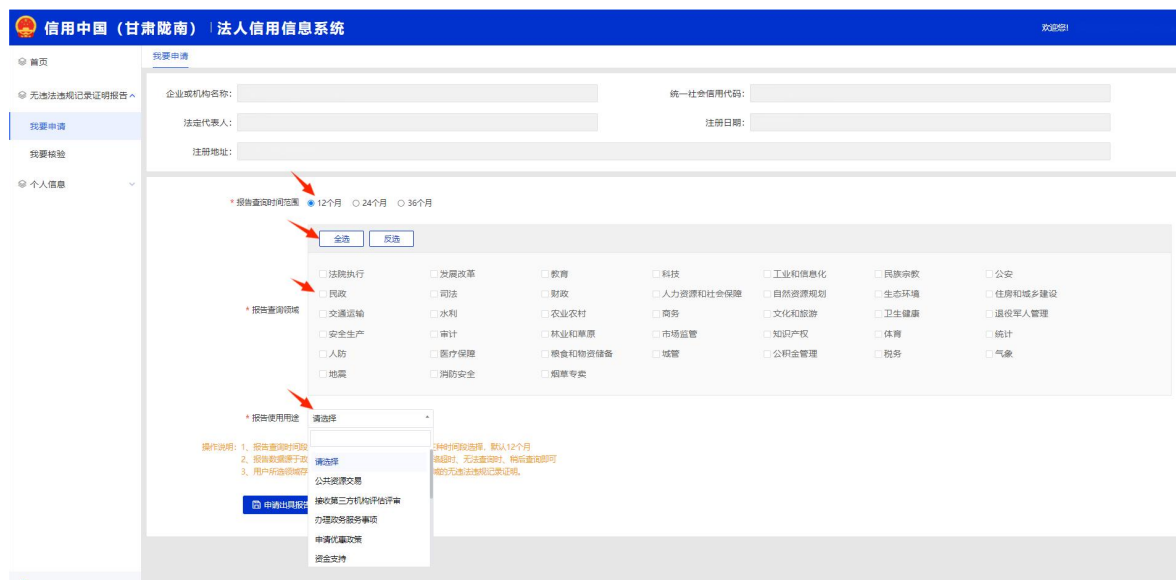 信用中国（甘肃陇南） | 法人信用信息系统
欢迎您!
首页
无违法违规记录证明报告
我要申请
我要核验
个人信息
我要申请
企业或机构名称:
统一社会信用代码:
法定代表人:
注册日期:
注册地址:
* 报告查询时间范围 12个月 24个月 36个月
全选 反选
* 报告查询领域
法院执行 发展改革 教育 科技 工业和信息化 民族宗教 公安
民政 司法 财政 人力资源和社会保障 自然资源规划 生态环境 住房和城乡建设
交通运输 水利 农业农村 商务 文化和旅游 卫生健康 退役军人管理
安全生产 审计 林业和草原 市场监管 知识产权 体育 统计
人防 医疗保障 粮食和物资储备 城管 公积金管理 税务 气象
地震 消防安全 烟草专卖
* 报告使用用途 请选择
操作说明: 1、报告查询时间段 三种时间段选择, 默认12个月
2、报告数据源于政 络超时、无法查询时, 稍后查询即可
3、用户所选领域存 域的无违法违规记录证明。
请选择
公共资源交易
接收第三方机构评估评审
办理政务服务事项
申请优惠政策
资金支持
申请出具报告